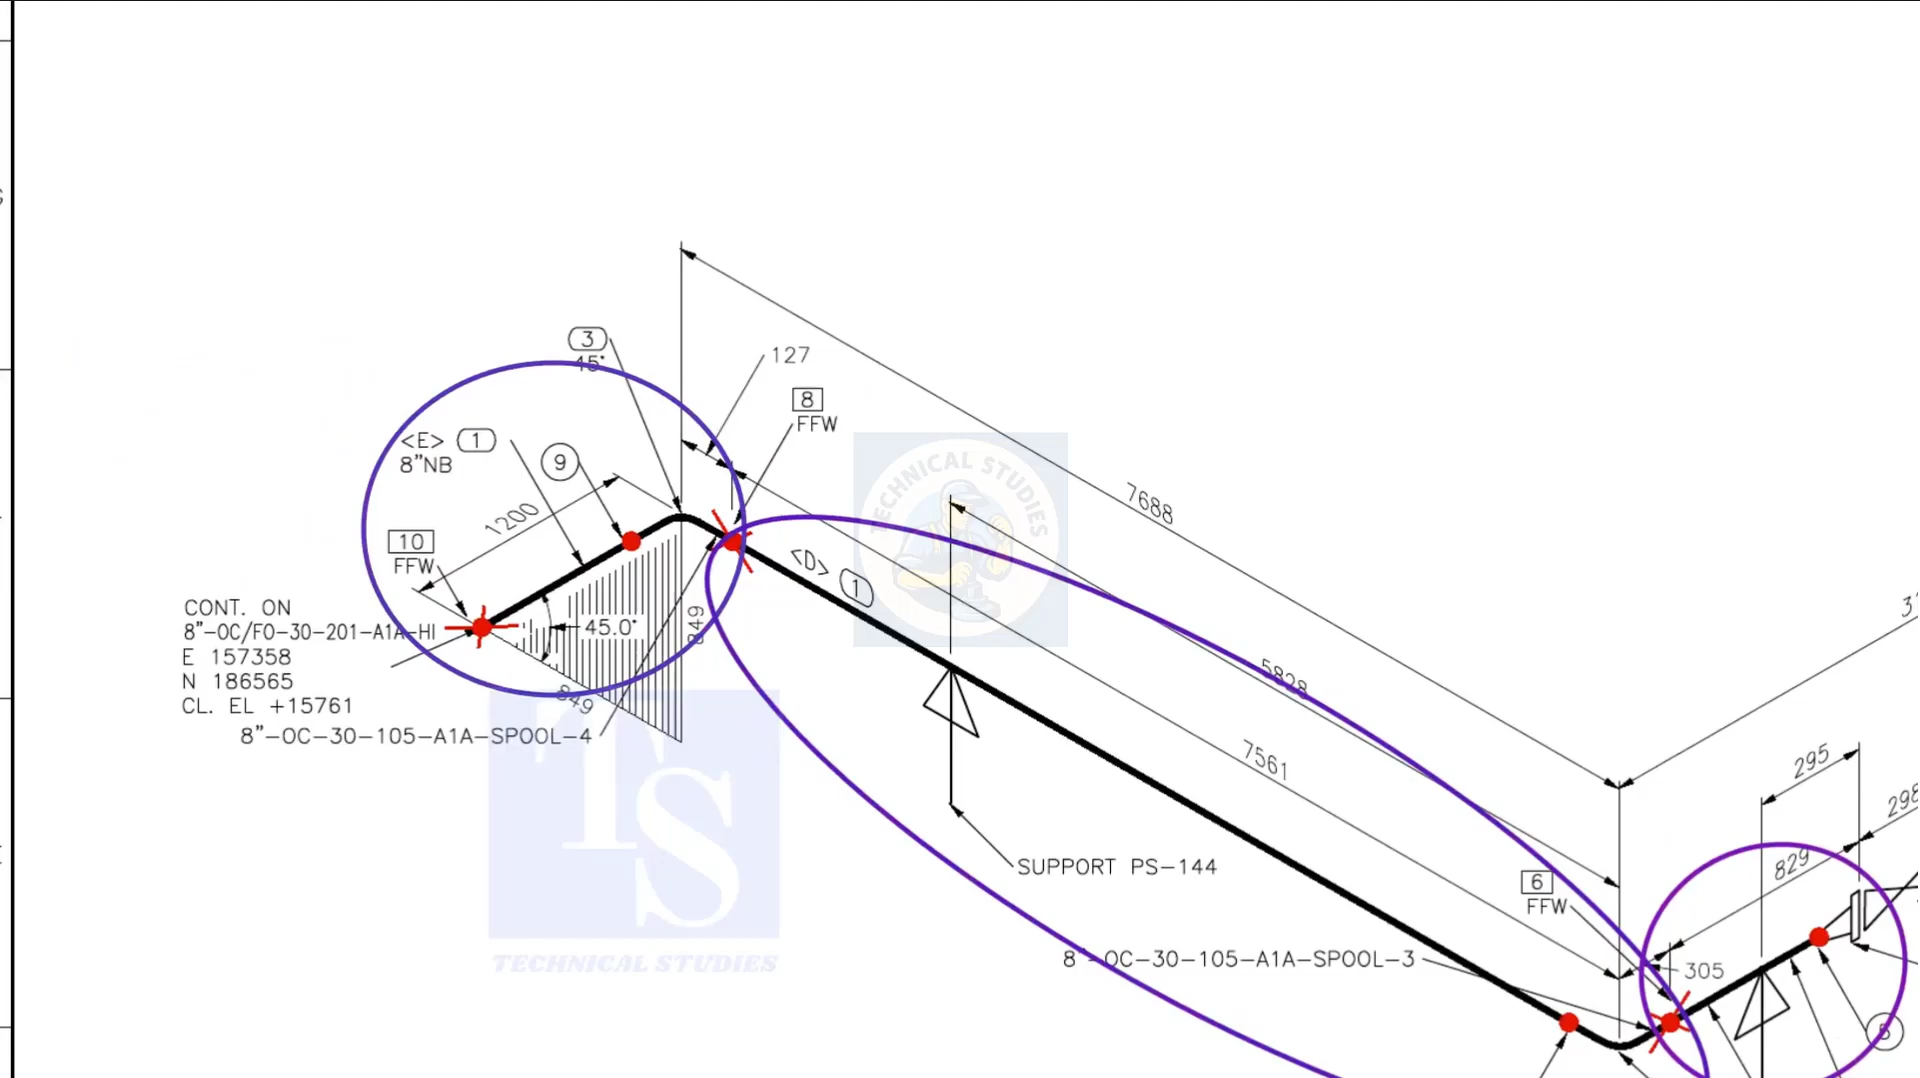 3
45°
127
8
FFW
<E> 1
8"NB
9
1200
10
FFW
7688
TECHNICAL STUDIES
<D> 1
CONT. ON
8"-OC/FO-30-201-A1A-HI
E 157358
N 186565
CL. EL +15761
45.0°
849
849
8"-OC-30-105-A1A-SPOOL-4
5828
7561
295
298
829
SUPPORT PS-144
6
FFW
8"-OC-30-105-A1A-SPOOL-3
305
TS
TECHNICAL STUDIES